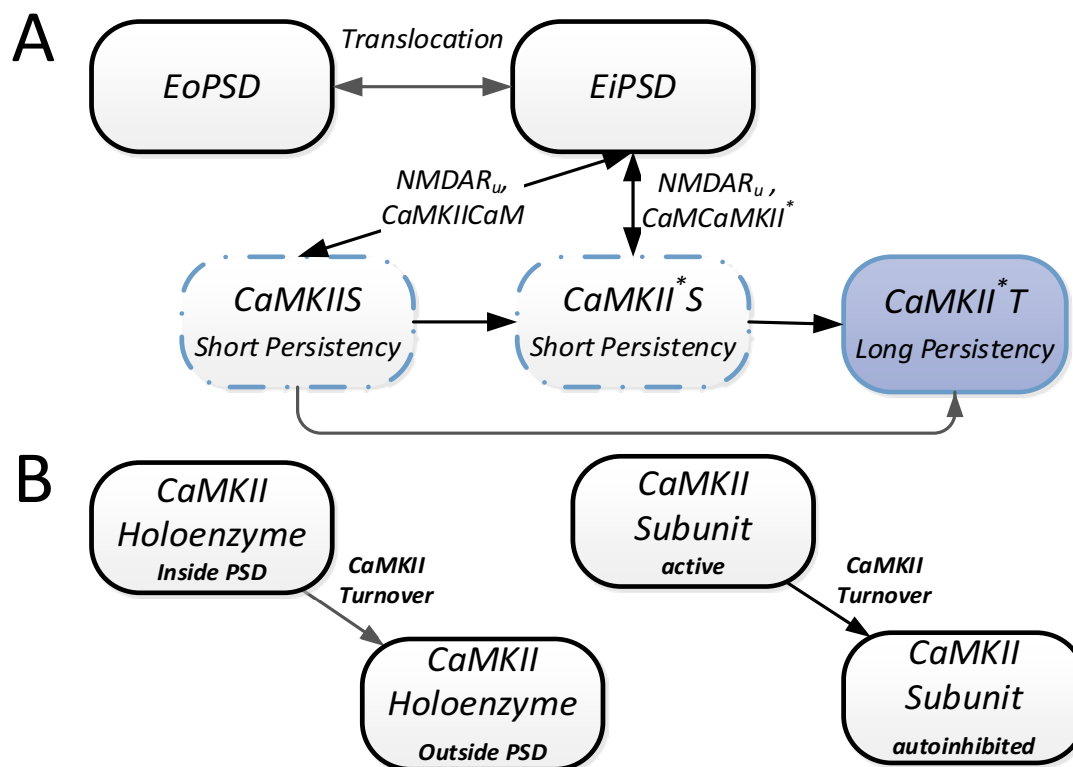 A
Translocation
EoPSD
EiPSD
NMDARu,
CaMKIICaM
NMDARu ,
CaMCaMKII*
CaMKIIS
Short Persistency
CaMKII*S
Short Persistency
CaMKII*T
Long Persistency
B
CaMKII
Holoenzyme
Inside PSD
CaMKII
Turnover
CaMKII
Holoenzyme
Outside PSD
CaMKII
Subunit
active
CaMKII
Turnover
CaMKII
Subunit
autoinhibited